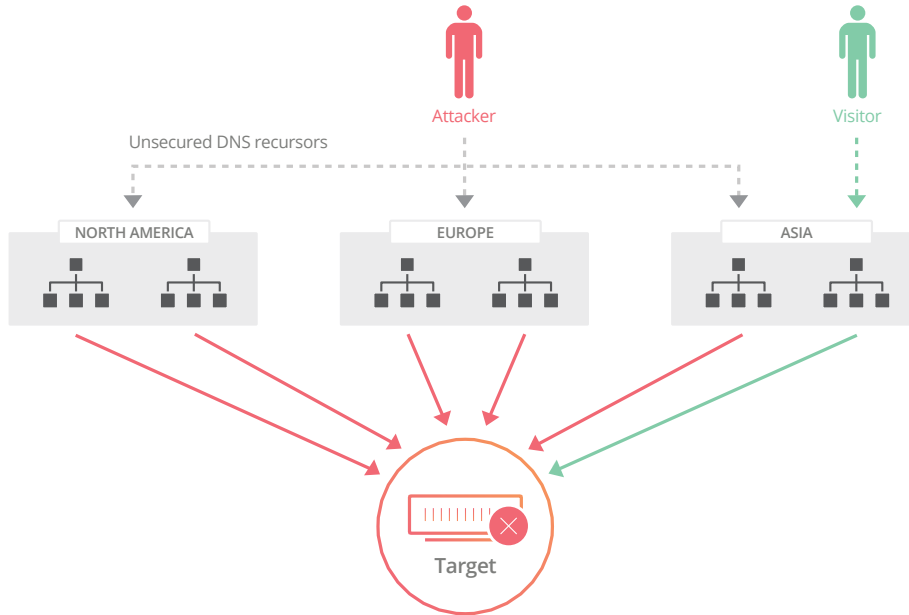 Attacker
Visitor
Unsecured DNS recursors
NORTH AMERICA
EUROPE
ASIA
Target